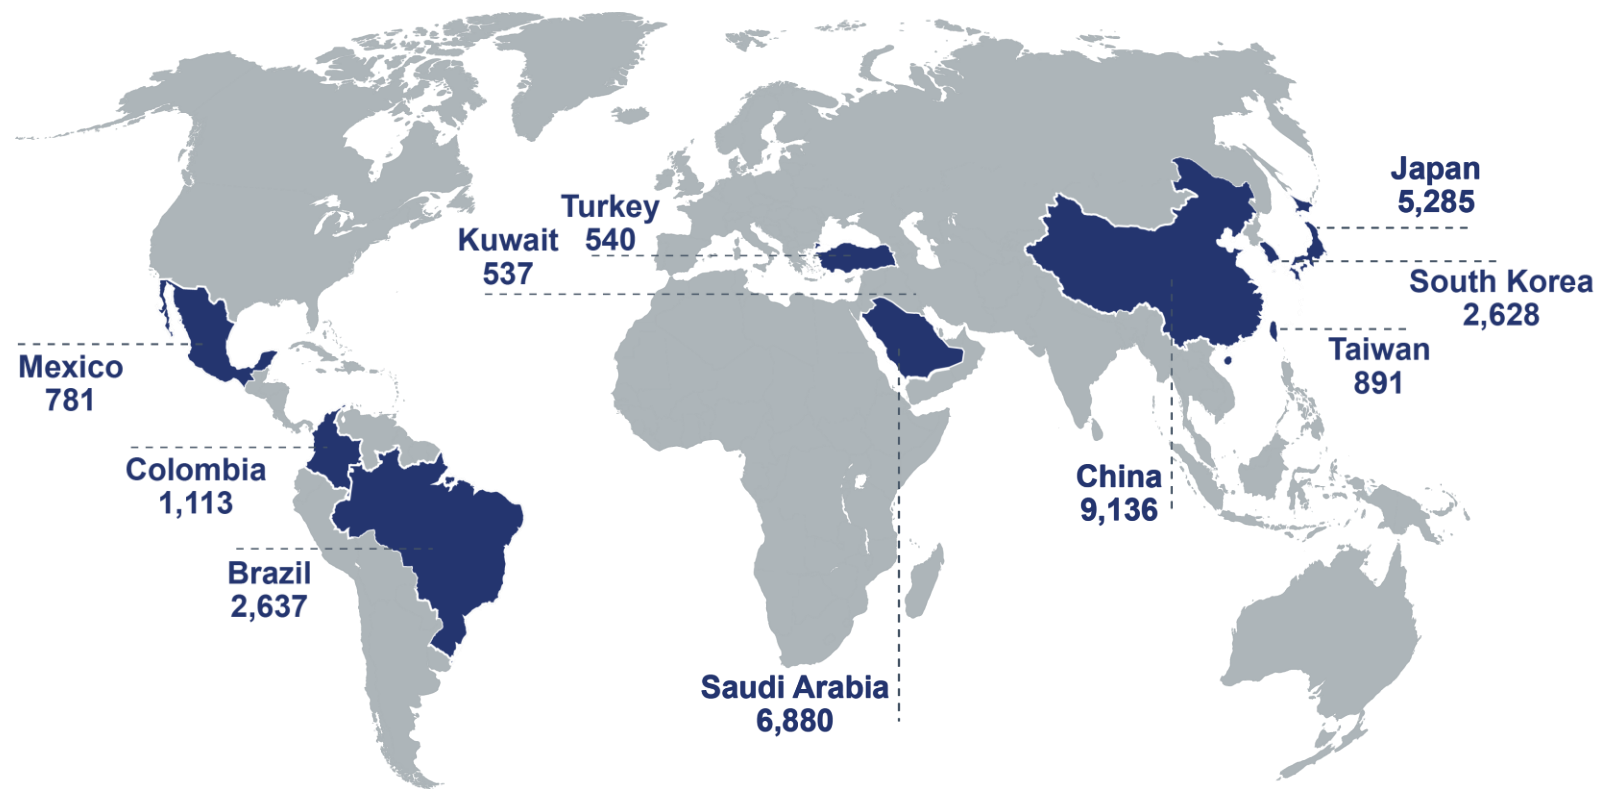 Japan
5,285
Turkey
540
Kuwait
537
South Korea
2,628
Taiwan
891
Mexico
781
Colombia
1,113
China
9,136
Brazil
2,637
Saudi Arabia
6,880